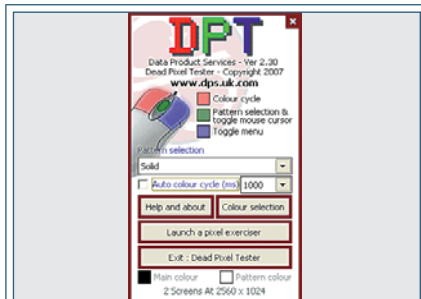 DPT
Data Product Services - Ver 2.30
Dead Pixel Tester - Copyright 2007
www.dps.uk.com
Colour cycle
Pattern selection &
toggle mouse cursor
Toggle menu
Pattern selection
Solid
Auto colour cycle (ms) 1000
Help and about Colour selection
Launch a pixel exerciser
Exit : Dead Pixel Tester
Main colour Pattern colour
2 Screens At 2560 x 1024